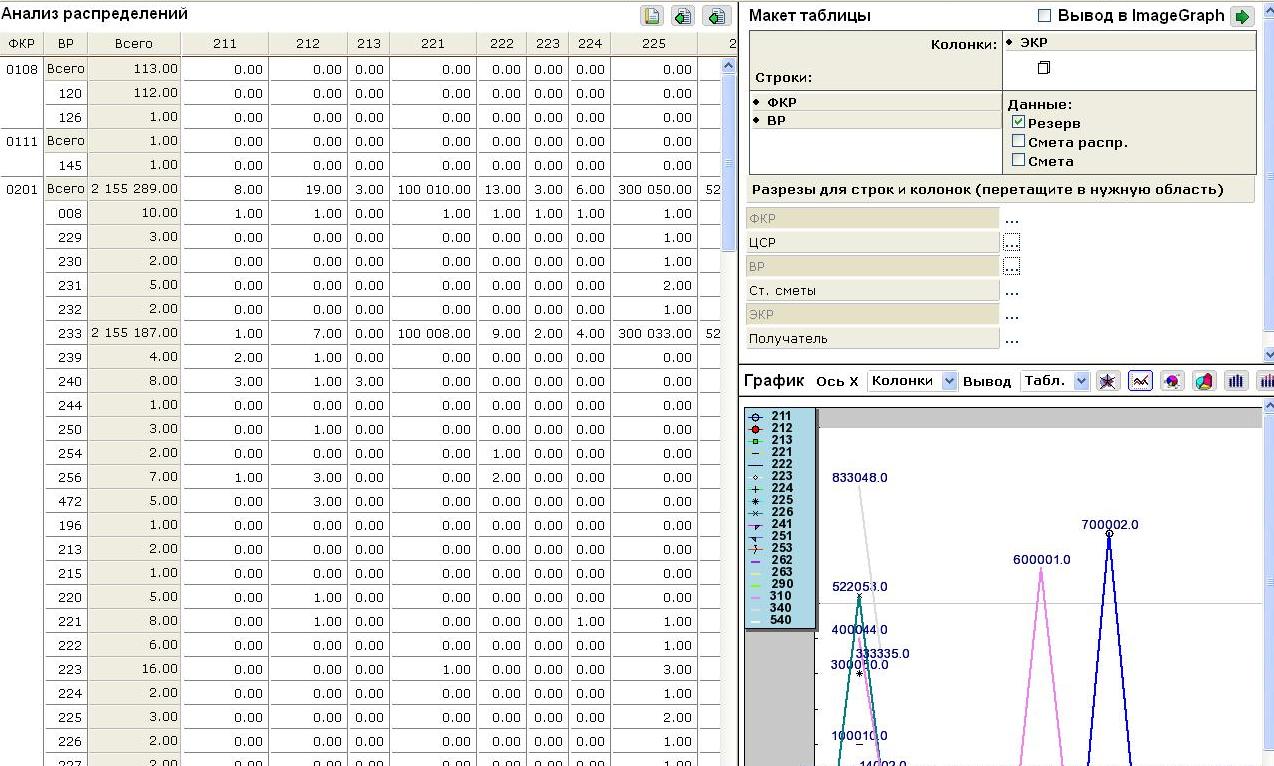 Анализ распределений
ФКР ВР Всего 211 212 213 221 222 223 224 225 2
0108 Всего 113.00 0.00 0.00 0.00 0.00 0.00 0.00 0.00 0.00
120 112.00 0.00 0.00 0.00 0.00 0.00 0.00 0.00 0.00
126 1.00 0.00 0.00 0.00 0.00 0.00 0.00 0.00 0.00
0111 Всего 1.00 0.00 0.00 0.00 0.00 0.00 0.00 0.00 0.00
145 1.00 0.00 0.00 0.00 0.00 0.00 0.00 0.00 0.00
0201 Всего 2 155 289.00 8.00 19.00 3.00 100 010.00 13.00 3.00 6.00 300 050.00 52
008 10.00 1.00 1.00 0.00 1.00 1.00 1.00 1.00 1.00
229 3.00 0.00 0.00 0.00 0.00 0.00 0.00 0.00 1.00
230 2.00 0.00 0.00 0.00 0.00 0.00 0.00 0.00 1.00
231 5.00 0.00 0.00 0.00 0.00 0.00 0.00 0.00 2.00
232 2.00 0.00 0.00 0.00 0.00 0.00 0.00 0.00 1.00
233 2 155 187.00 1.00 7.00 0.00 100 008.00 9.00 2.00 4.00 300 033.00 52
239 4.00 2.00 1.00 0.00 0.00 0.00 0.00 0.00 0.00
240 8.00 3.00 1.00 3.00 0.00 0.00 0.00 0.00 0.00
244 1.00 0.00 0.00 0.00 0.00 0.00 0.00 0.00 0.00
250 3.00 0.00 1.00 0.00 0.00 0.00 0.00 0.00 0.00
254 2.00 0.00 0.00 0.00 0.00 1.00 0.00 0.00 0.00
256 7.00 1.00 3.00 0.00 0.00 2.00 0.00 0.00 0.00
472 5.00 0.00 3.00 0.00 0.00 0.00 0.00 0.00 0.00
196 1.00 0.00 0.00 0.00 0.00 0.00 0.00 0.00 0.00
213 2.00 0.00 0.00 0.00 0.00 0.00 0.00 0.00 1.00
215 1.00 0.00 0.00 0.00 0.00 0.00 0.00 0.00 1.00
220 5.00 0.00 1.00 0.00 0.00 0.00 0.00 0.00 1.00
221 8.00 0.00 1.00 0.00 0.00 0.00 0.00 1.00 1.00
222 6.00 0.00 0.00 0.00 0.00 0.00 0.00 0.00 1.00
223 16.00 0.00 0.00 0.00 1.00 0.00 0.00 0.00 3.00
224 2.00 0.00 0.00 0.00 0.00 0.00 0.00 0.00 1.00
225 3.00 0.00 0.00 0.00 0.00 0.00 0.00 0.00 2.00
226 2.00 0.00 0.00 0.00 0.00 0.00 0.00 0.00 1.00
227 2.00 0.00 0.00 0.00 0.00 0.00 0.00 0.00 1.00
Макет таблицы Вывод в ImageGraph
Колонки: ЭКР
Строки:
ФКР
ВР
Данные:
Резерв
Смета распр.
Смета
Разрезы для строк и колонок (перетащите в нужную область)
ФКР ...
ЦСР ...
ВР ...
Ст. сметы ...
ЭКР ...
Получатель ...
График Ось X Колонки Вывод Табл.
211
212
213
221
222
223
224
225
226
241
251
253
262
263
290
310
340
540
833048.0
700002.0
600001.0
522053.0
400044.0
333335.0
300050.0
100010.0
14002.0